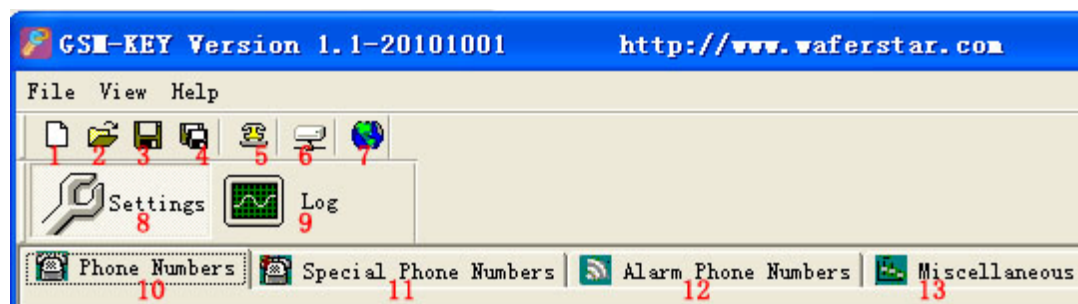 GSM-KEY Version 1.1-20101001 http://www.waferstar.com
File View Help
1 2 3 4 5 6 7
Settings Log
8 9
Phone Numbers Special Phone Numbers Alarm Phone Numbers Miscellaneous
10 11 12 13